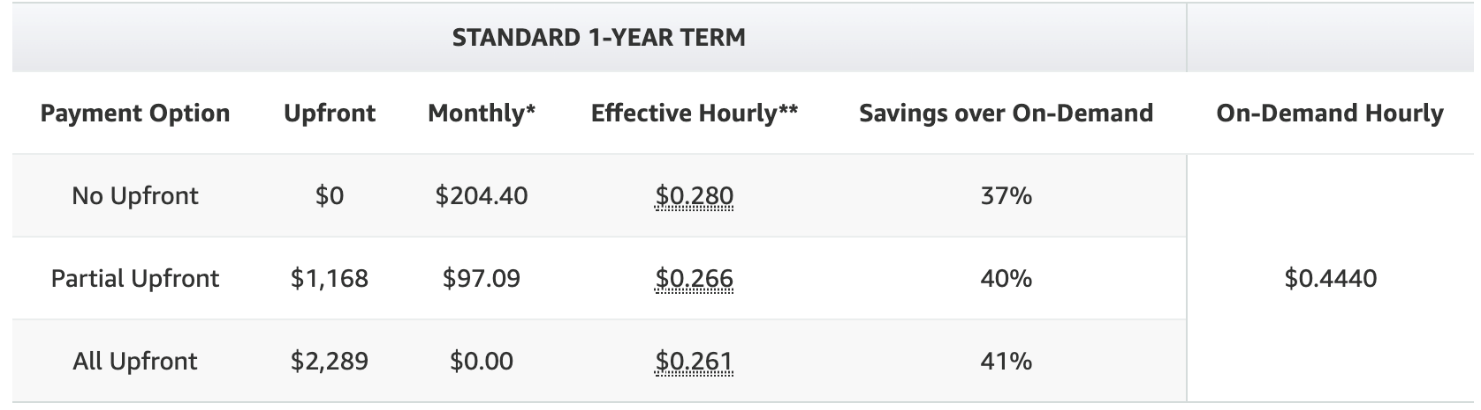 STANDARD 1-YEAR TERM
Payment Option Upfront Monthly* Effective Hourly** Savings over On-Demand On-Demand Hourly
No Upfront $0 $204.40 $0.280 37%
Partial Upfront $1,168 $97.09 $0.266 40% $0.4440
All Upfront $2,289 $0.00 $0.261 41%